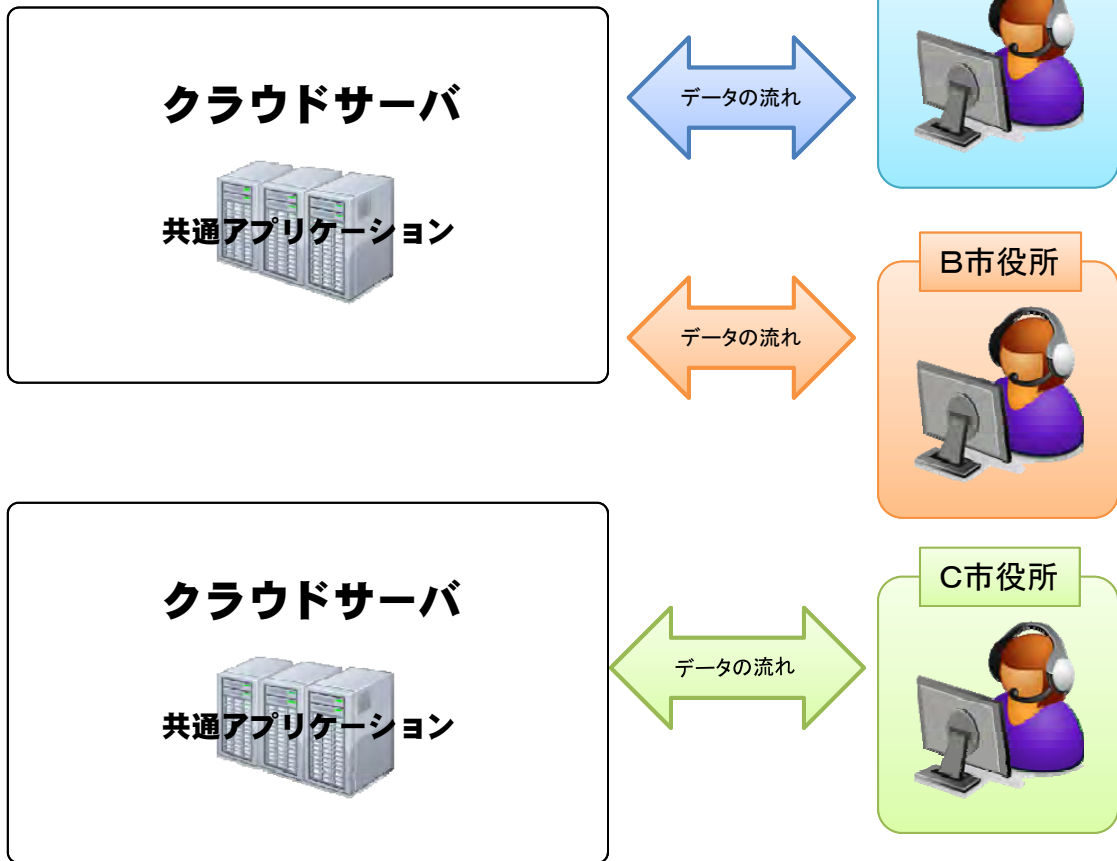 クラウドサーバ
共通アプリケーション
データの流れ
B市役所
データの流れ
クラウドサーバ
共通アプリケーション
C市役所
データの流れ